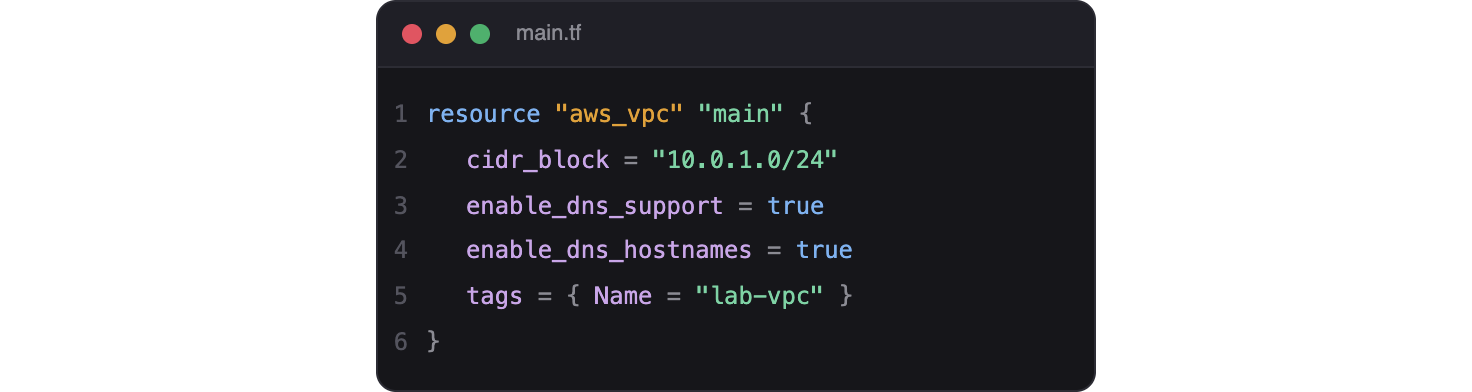 main.tf
1 resource "aws_vpc" "main" {
2   cidr_block = "10.0.1.0/24"
3   enable_dns_support = true
4   enable_dns_hostnames = true
5   tags = { Name = "lab-vpc" }
6 }